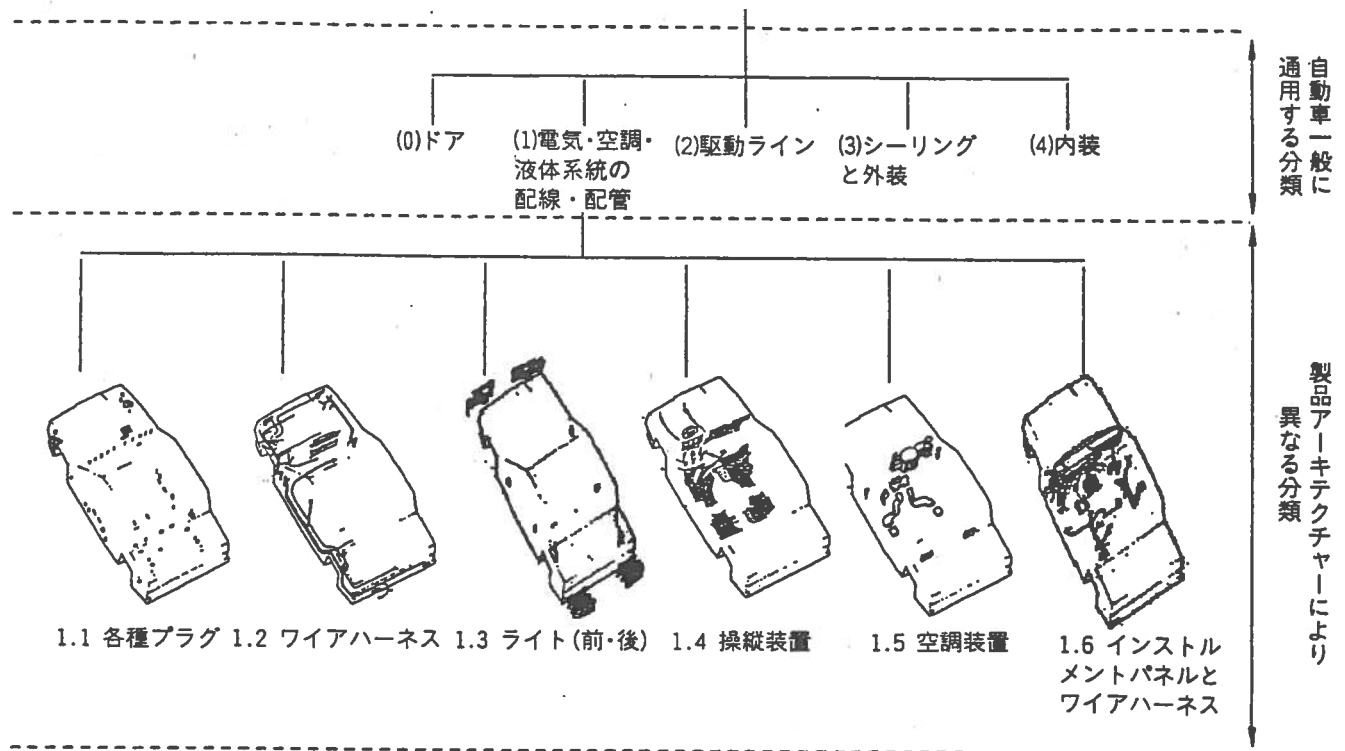 (0)ドア
(1)電気・空調・
液体系統の
配線・配管
(2)駆動ライン
(3)シーリング
と外装
(4)内装
自動車一般に
通用する分類
1.1 各種プラグ
1.2 ワイアハーネス
1.3 ライト(前・後)
1.4 操縦装置
1.5 空調装置
1.6 インストル
メントパネルと
ワイアハーネス
製品アーキテクチャーにより
異なる分類